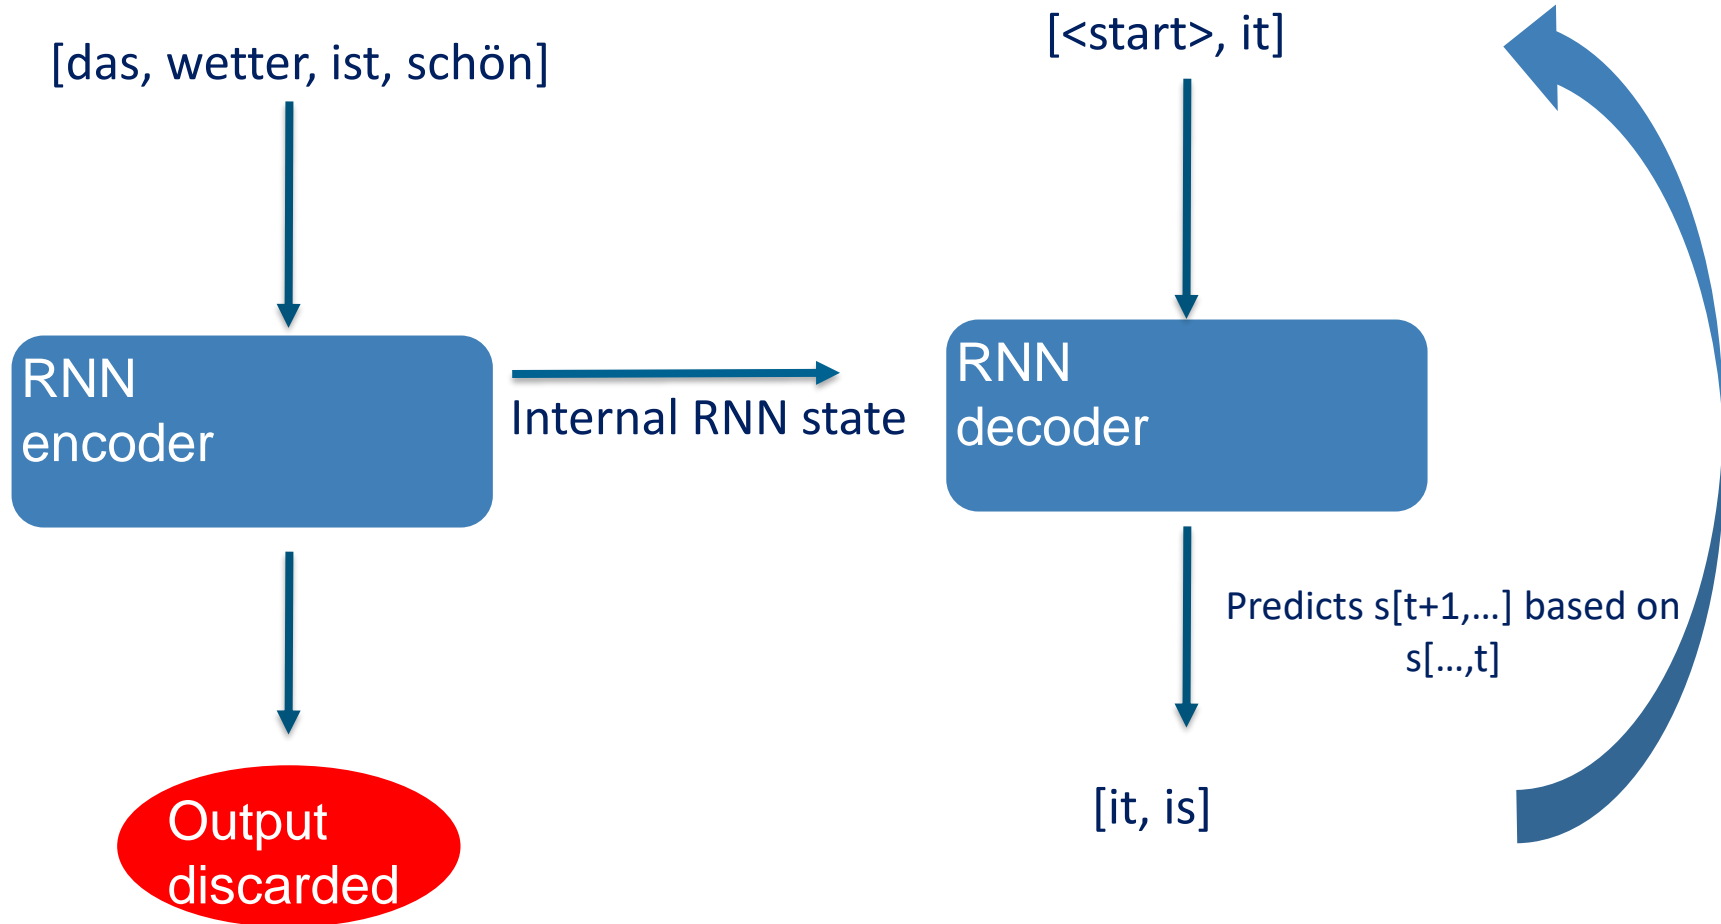 [das, wetter, ist, schön]
RNN
encoder
Output
discarded
Internal RNN state
[<start>, it]
RNN
decoder
Predicts s[t+1,...] based on
s[...,t]
[it, is]